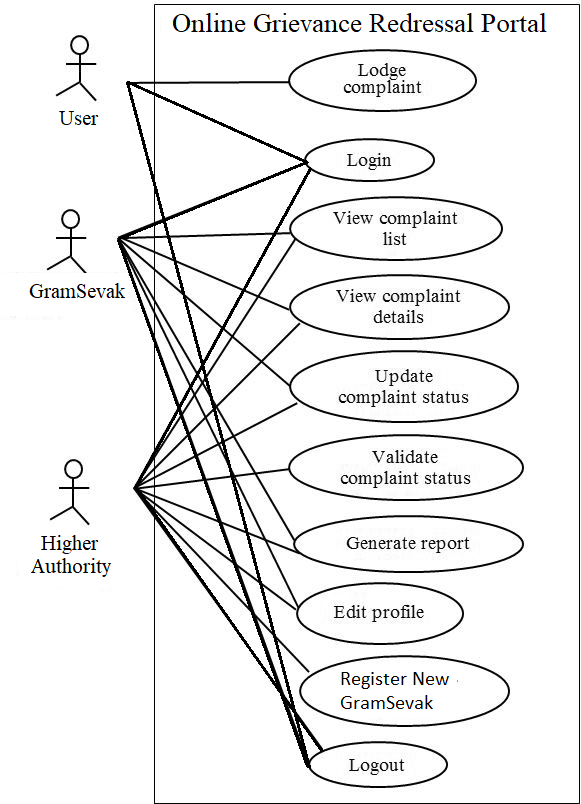 Online Grievance Redressal Portal
User
Lodge
complaint
Login
GramSevak
View complaint
list
View complaint
details
Update
complaint status
Higher
Authority
Validate
complaint status
Generate report
Edit profile
Register New
GramSevak
Logout